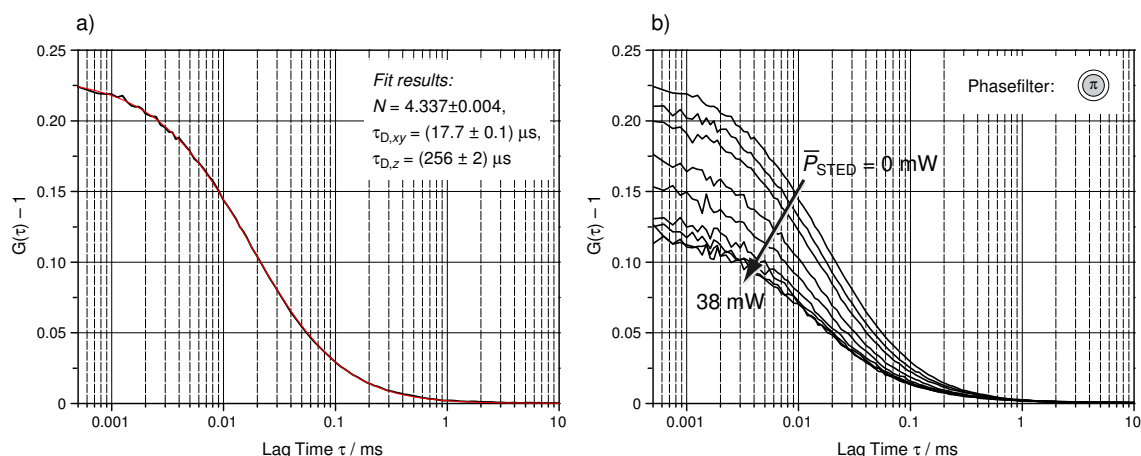 a)
0.25
0.20
0.15
0.10
0.05
0
G(τ) − 1
Fit results:
N = 4.337±0.004,
τD,xy = (17.7 ± 0.1) µs,
τD,z = (256 ± 2) µs
0.001
0.01
0.1
1
10
Lag Time τ / ms
b)
0.25
0.20
0.15
0.10
0.05
0
G(τ) − 1
Phasefilter: π
P̅STED = 0 mW
38 mW
0.001
0.01
0.1
1
10
Lag Time τ / ms